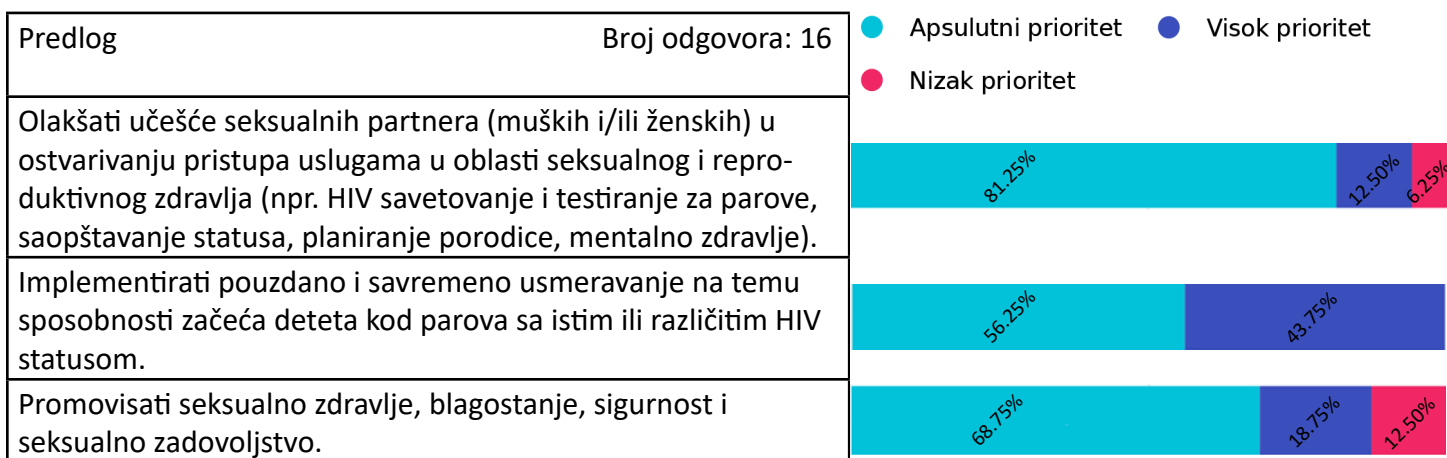 Predlog Broj odgovora: 16
Apsulutni prioritet Visok prioritet
Nizak prioritet
Olakšati učešće seksualnih partnera (muških i/ili ženskih) u
ostvarivanju pristupa uslugama u oblasti seksualnog i repro-
duktivnog zdravlja (npr. HIV savetovanje i testiranje za parove,
saopštavanje statusa, planiranje porodice, mentalno zdravlje).
81.25% 12.50% 6.25%
Implementirati pouzdano i savremeno usmeravanje na temu
sposobnosti začeća deteta kod parova sa istim ili različitim HIV
statusom.
56.25% 43.75%
Promovisati seksualno zdravlje, blagostanje, sigurnost i
seksualno zadovoljstvo.
68.75% 18.75% 12.50%